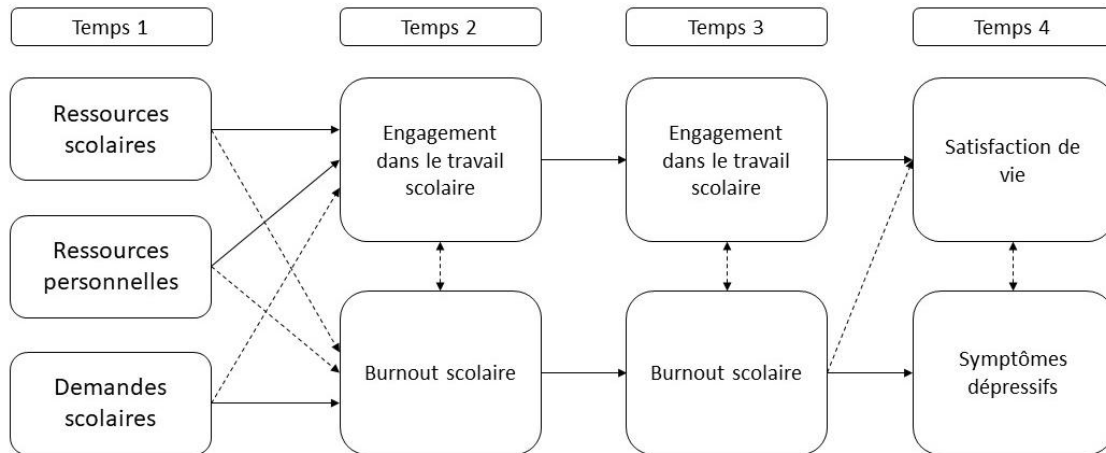 Temps 1
Temps 2
Temps 3
Temps 4
Ressources
scolaires
Ressources
personnelles
Demandes
scolaires
Engagement
dans le travail
scolaire
Burnout scolaire
Engagement
dans le travail
scolaire
Burnout scolaire
Satisfaction de
vie
Symptômes
dépressifs